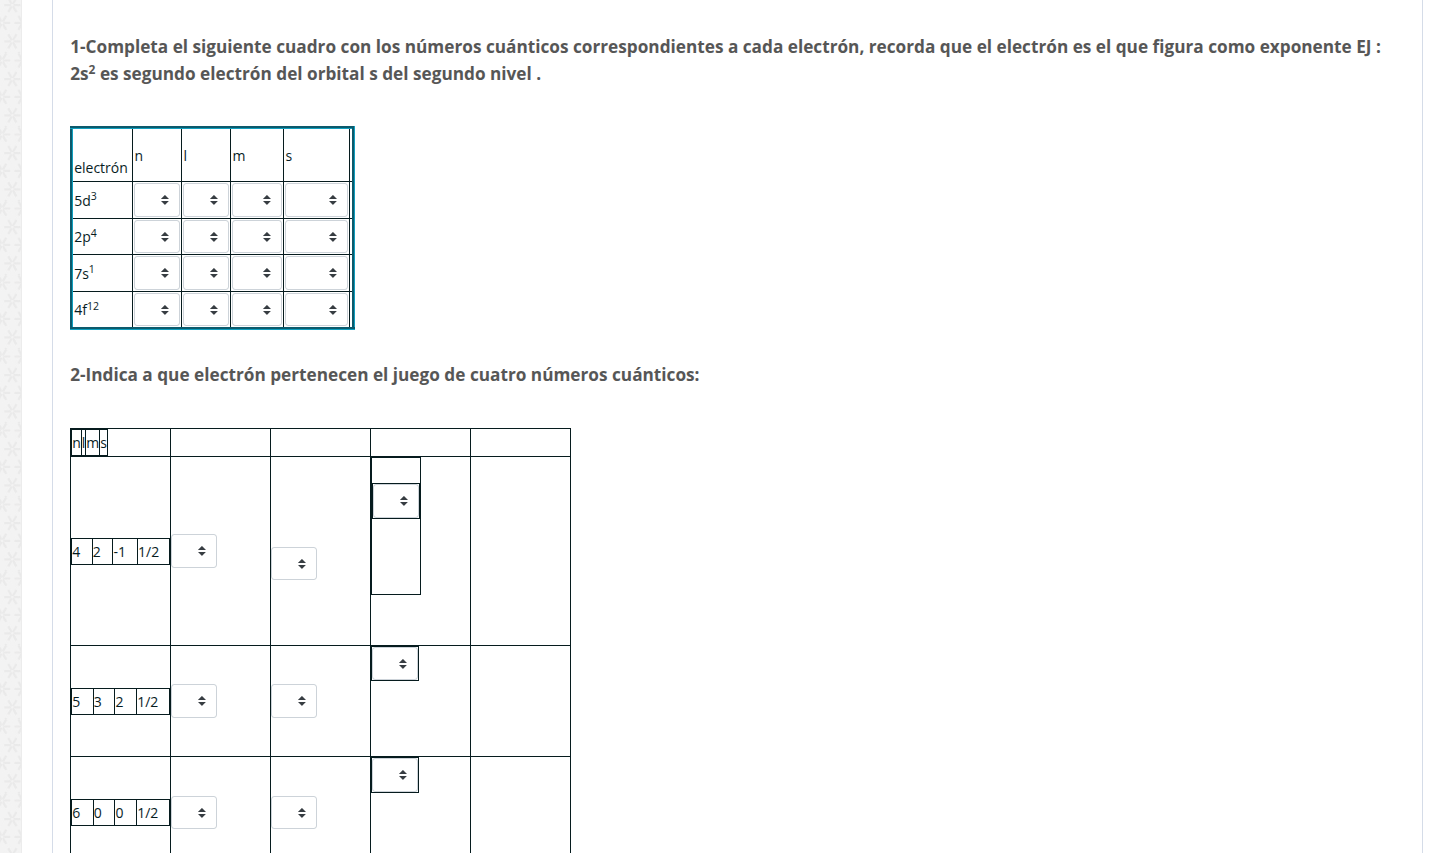 1-Completa el siguiente cuadro con los números cuánticos correspondientes a cada electrón, recorda que el electrón es el que figura como exponente EJ :
2s² es segundo electrón del orbital s del segundo nivel .
electrón n l m s
5d³
2p⁴
7s¹
4f¹²
2-Indica a que electrón pertenecen el juego de cuatro números cuánticos:
n l m s
4 2 -1 1/2
5 3 2 1/2
6 0 0 1/2